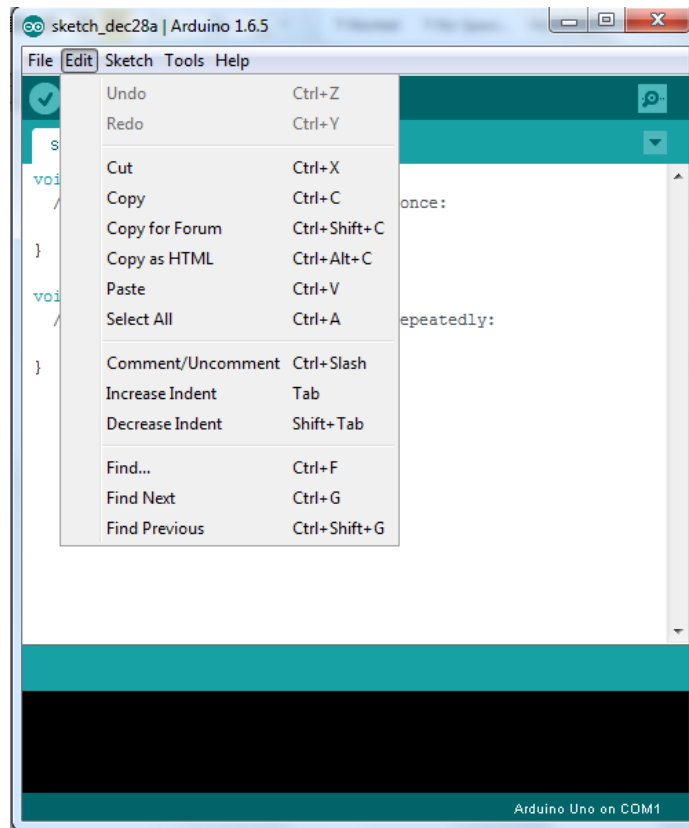 sketch_dec28a | Arduino 1.6.5
File Edit Sketch Tools Help
Undo Ctrl+Z
Redo Ctrl+Y
s
Cut Ctrl+X
voi
Copy Ctrl+C
/ once:
Copy for Forum Ctrl+Shift+C
}
Copy as HTML Ctrl+Alt+C
Paste Ctrl+V
voi
Select All Ctrl+A
/ epeatedly:
Comment/Uncomment Ctrl+Slash
}
Increase Indent Tab
Decrease Indent Shift+Tab
Find... Ctrl+F
Find Next Ctrl+G
Find Previous Ctrl+Shift+G
Arduino Uno on COM1